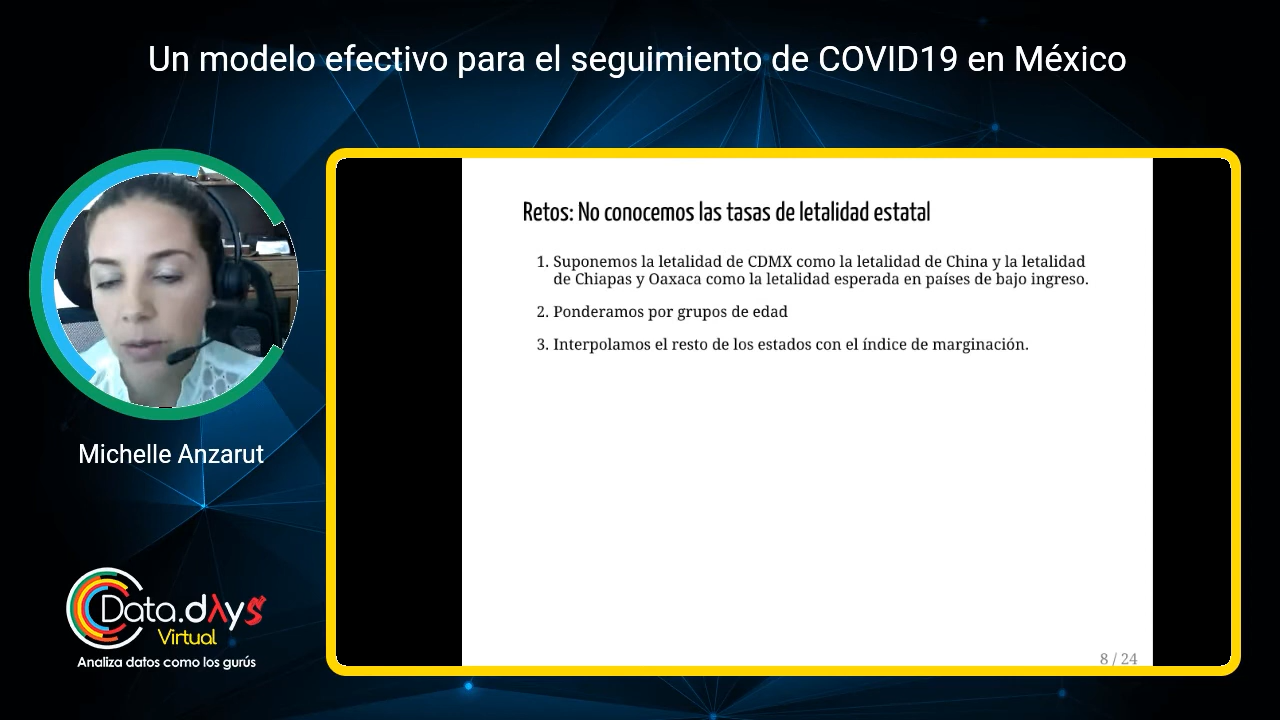 Un modelo efectivo para el seguimiento de COVID19 en México
Retos: No conocemos las tasas de letalidad estatal
1. Suponemos la letalidad de CDMX como la letalidad de China y la letalidad
de Chiapas y Oaxaca como la letalidad esperada en países de bajo ingreso.
2. Ponderamos por grupos de edad
3. Interpolamos el resto de los estados con el índice de marginación.
8 / 24
Michelle Anzarut
Data.dλys
Virtual
Analiza datos como los gurús